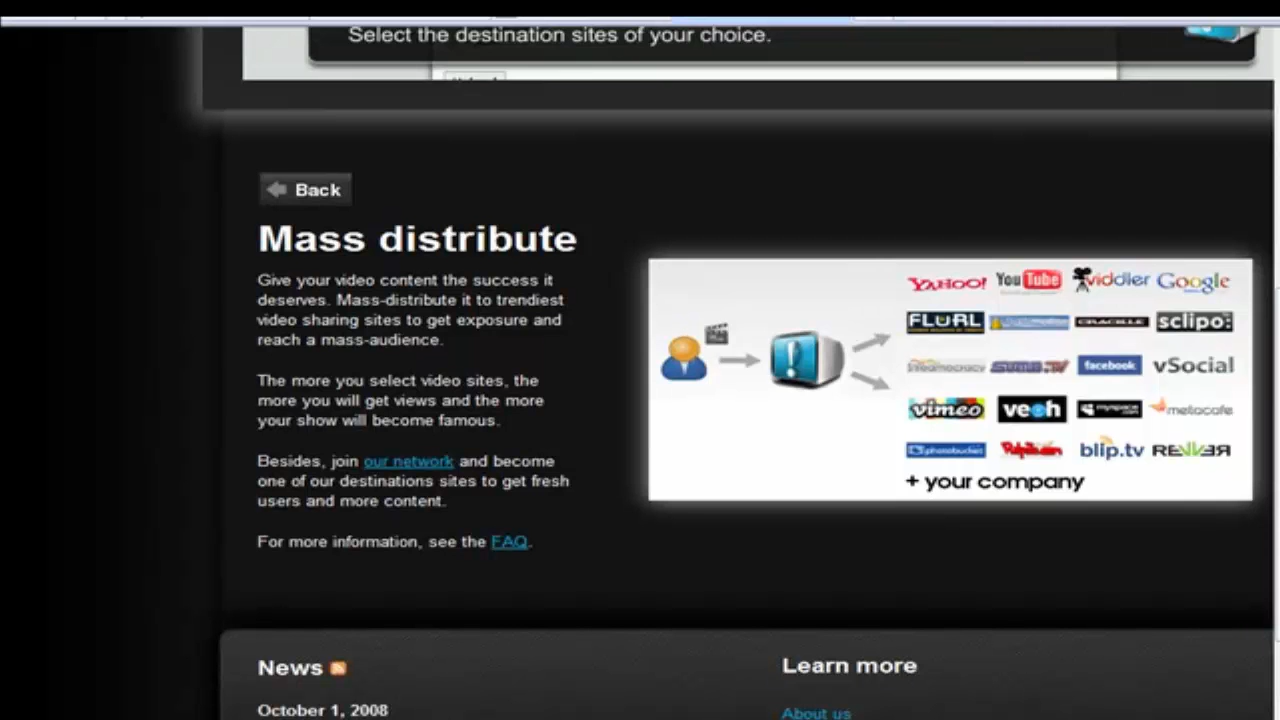 Select the destination sites of your choice.
Back
Mass distribute
Give your video content the success it
deserves. Mass-distribute it to trendiest
video sharing sites to get exposure and
reach a mass-audience.
The more you select video sites, the
more you will get views and the more
your show will become famous.
Besides, join our network and become
one of our destinations sites to get fresh
users and more content.
For more information, see the FAQ.
YAHOO! YouTube viddler Google
FLURL CRACKLE sclipo
facebook vSocial
vimeo veoh myspace.com metacafe
photobucket blip.tv REVVER
+ your company
News
October 1, 2008
Learn more
About us